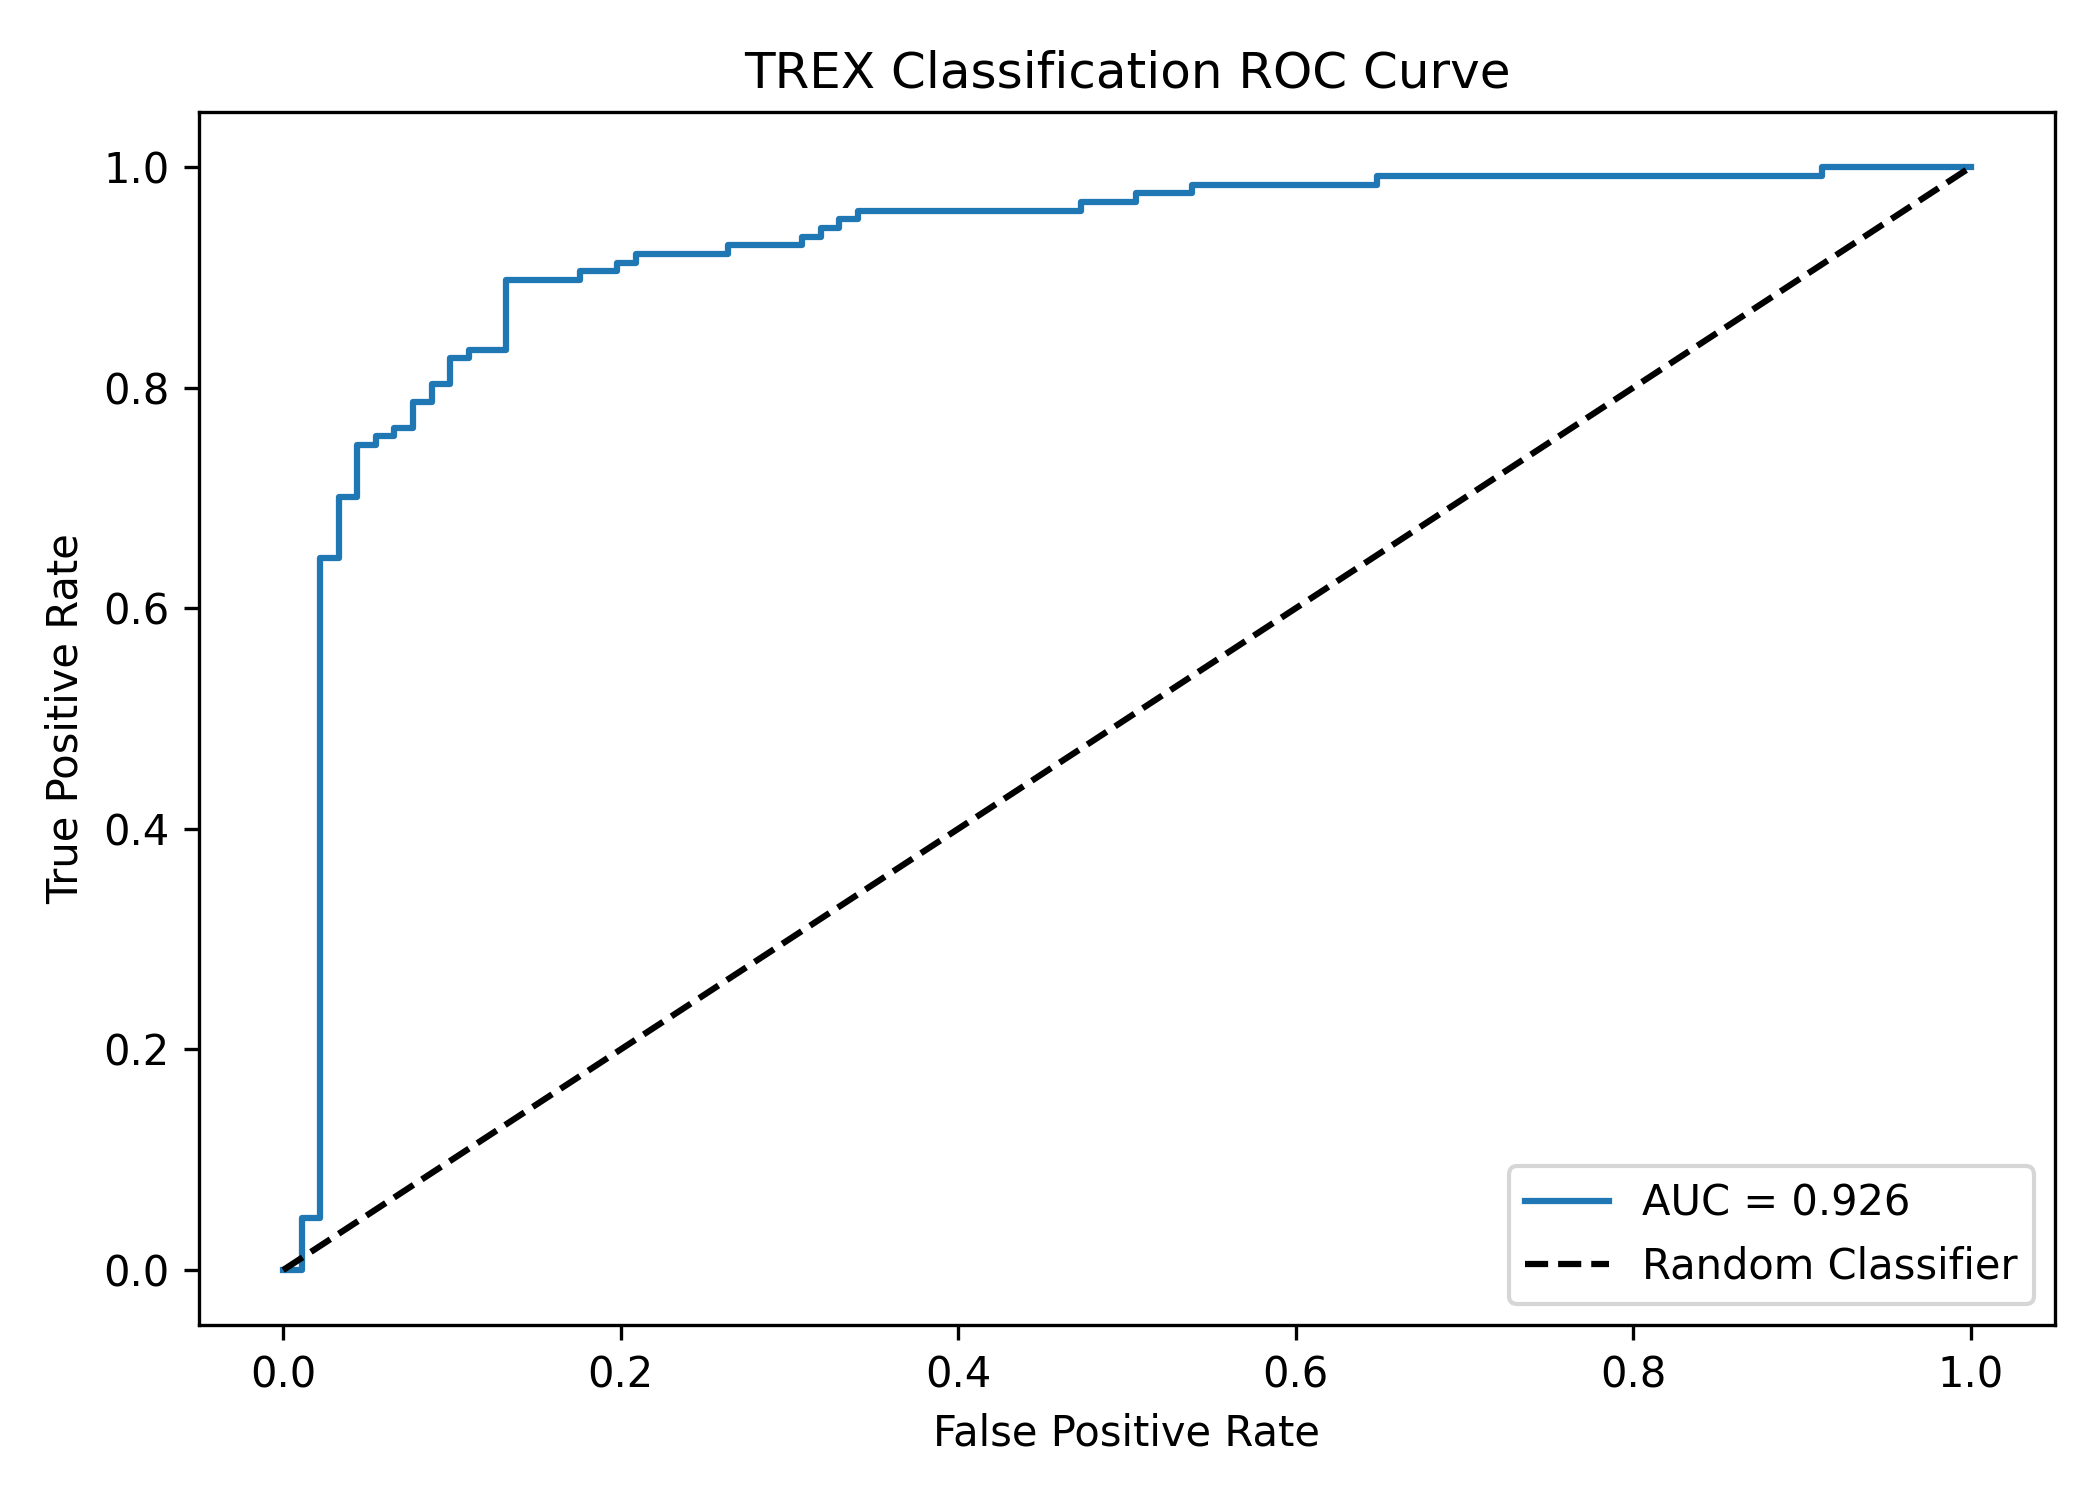 TREX Classification ROC Curve
1.0
0.8
0.6
0.4
0.2
0.0
True Positive Rate
0.0 0.2 0.4 0.6 0.8 1.0
False Positive Rate
AUC = 0.926
Random Classifier